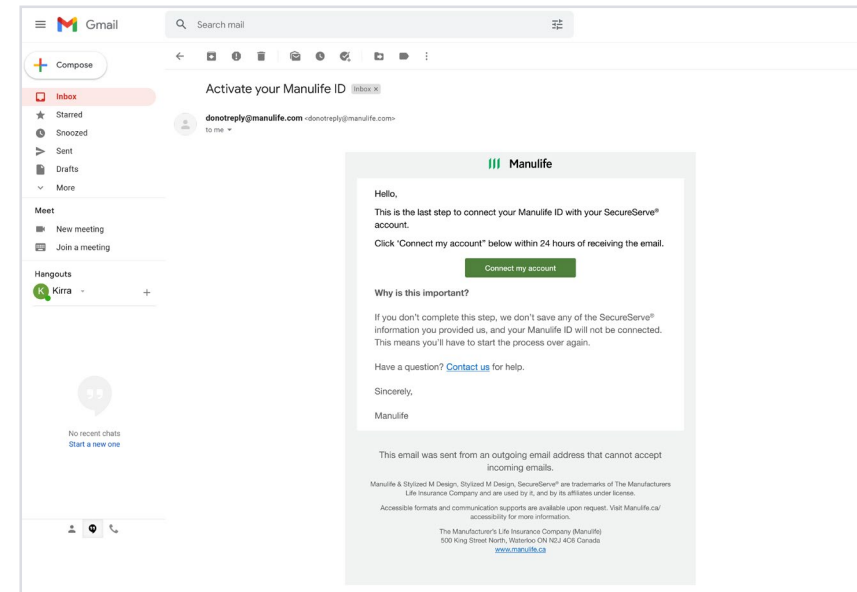 Gmail
Search mail
Compose
Inbox
Starred
Snoozed
Sent
Drafts
More
Meet
New meeting
Join a meeting
Hangouts
K Kirra
No recent chats
Start a new one
Activate your Manulife ID Inbox x
donotreply@manulife.com <donotreply@manulife.com>
to me
Manulife
Hello,
This is the last step to connect your Manulife ID with your SecureServe®
account.
Click ‘Connect my account” below within 24 hours of receiving the email.
Connect my account
Why is this important?
If you don’t complete this step, we don’t save any of the SecureServe®
information you provided us, and your Manulife ID will not be connected.
This means you’ll have to start the process over again.
Have a question? Contact us for help.
Sincerely,
Manulife
This email was sent from an outgoing email address that cannot accept
incoming emails.
Manulife & Stylized M Design, Stylized M Design, SecureServe® are trademarks of The Manufacturers
Life Insurance Company and are used by it, and by its affiliates under license.
Accessible formats and communication supports are available upon request. Visit Manulife.ca/
accessibility for more information.
The Manufacturer’s Life Insurance Company (Manulife)
500 King Street North, Waterloo ON N2J 4C6 Canada
www.manulife.ca